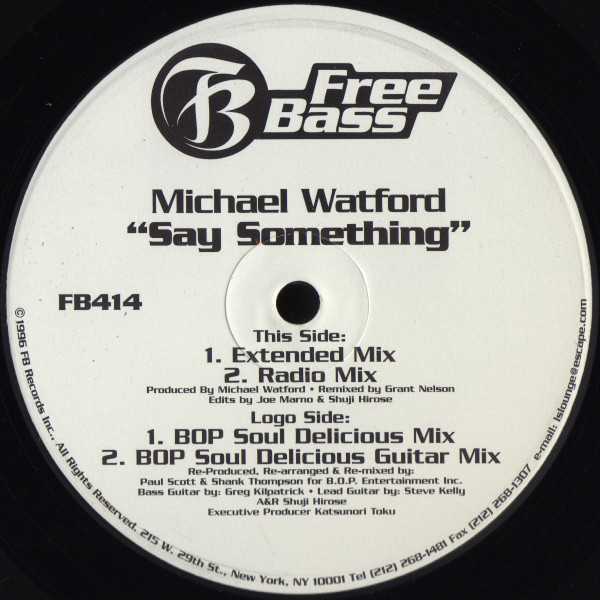 FB
Free
Bass
Michael Watford
“Say Something”
FB414
This Side:
1. Extended Mix
2. Radio Mix
Produced By Michael Watford • Remixed by Grant Nelson
Edits by Joe Marno & Shuji Hirose
Logo Side:
1. BOP Soul Delicious Mix
2. BOP Soul Delicious Guitar Mix
Re-Produced, Re-arranged & Re-mixed by:
Paul Scott & Shank Thompson for B.O.P. Entertainment Inc.
Bass Guitar by: Greg Kilpatrick • Lead Guitar by: Steve Kelly
A&R Shuji Hirose
Executive Producer Katsunori Toku
©1996 FB Records Inc., All Rights Reserved. 215 W. 29th St., New York, NY 10001 Tel (212) 268-1481 Fax (212) 268-1307 e-mail: lslounge@escape.com